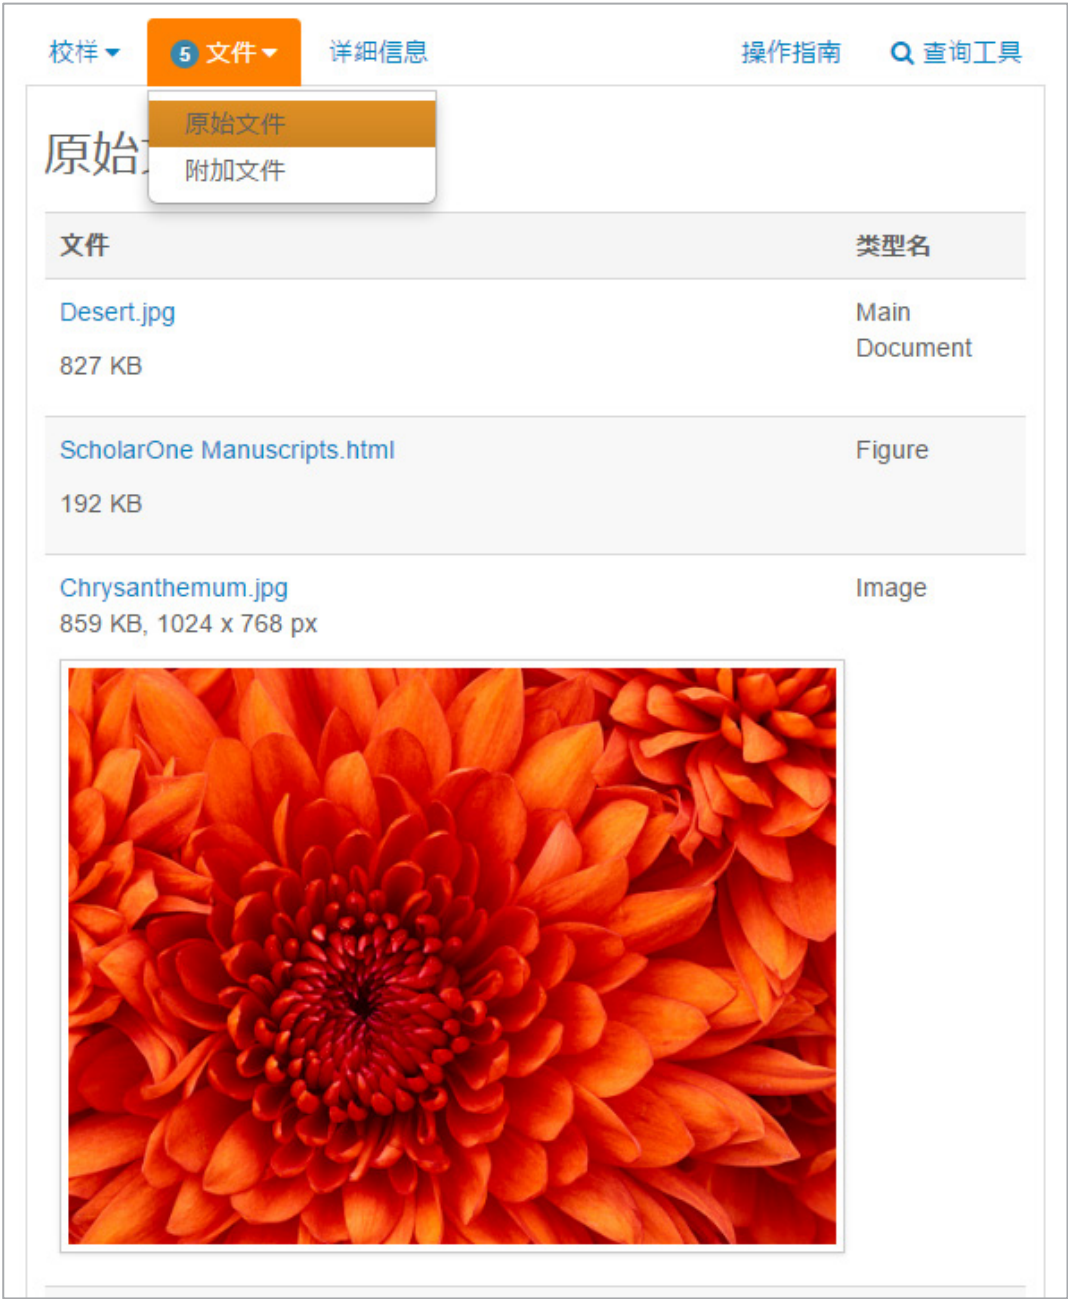 校样 5 文件 详细信息 操作指南 查询工具
原始文件
附加文件
原始
文件 类型名
Desert.jpg Main
Document
827 KB
ScholarOne Manuscripts.html Figure
192 KB
Chrysanthemum.jpg Image
859 KB, 1024 x 768 px